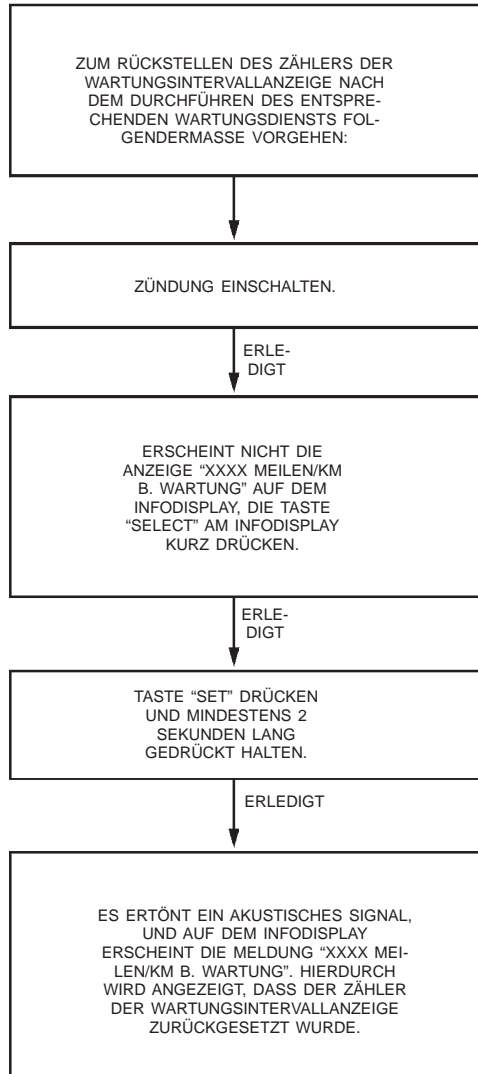 ZUM RÜCKSTELLEN DES ZÄHLERS DER
WARTUNGSINTERVALLANZEIGE NACH
DEM DURCHFÜHREN DES ENTSPRE-
CHENDEN WARTUNGSDIENSTS FOL-
GENDERMASSE VORGEHEN:
ZÜNDUNG EINSCHALTEN.
ERLE-
DIGT
ERSCHEINT NICHT DIE
ANZEIGE “XXXX MEILEN/KM
B. WARTUNG” AUF DEM
INFODISPLAY, DIE TASTE
“SELECT” AM INFODISPLAY
KURZ DRÜCKEN.
ERLE-
DIGT
TASTE “SET” DRÜCKEN
UND MINDESTENS 2
SEKUNDEN LANG
GEDRÜCKT HALTEN.
ERLEDIGT
ES ERTÖNT EIN AKUSTISCHES SIGNAL,
UND AUF DEM INFODISPLAY
ERSCHEINT DIE MELDUNG “XXXX MEI-
LEN/KM B. WARTUNG”. HIERDURCH
WIRD ANGEZEIGT, DASS DER ZÄHLER
DER WARTUNGSINTERVALLANZEIGE
ZURÜCKGESETZT WURDE.